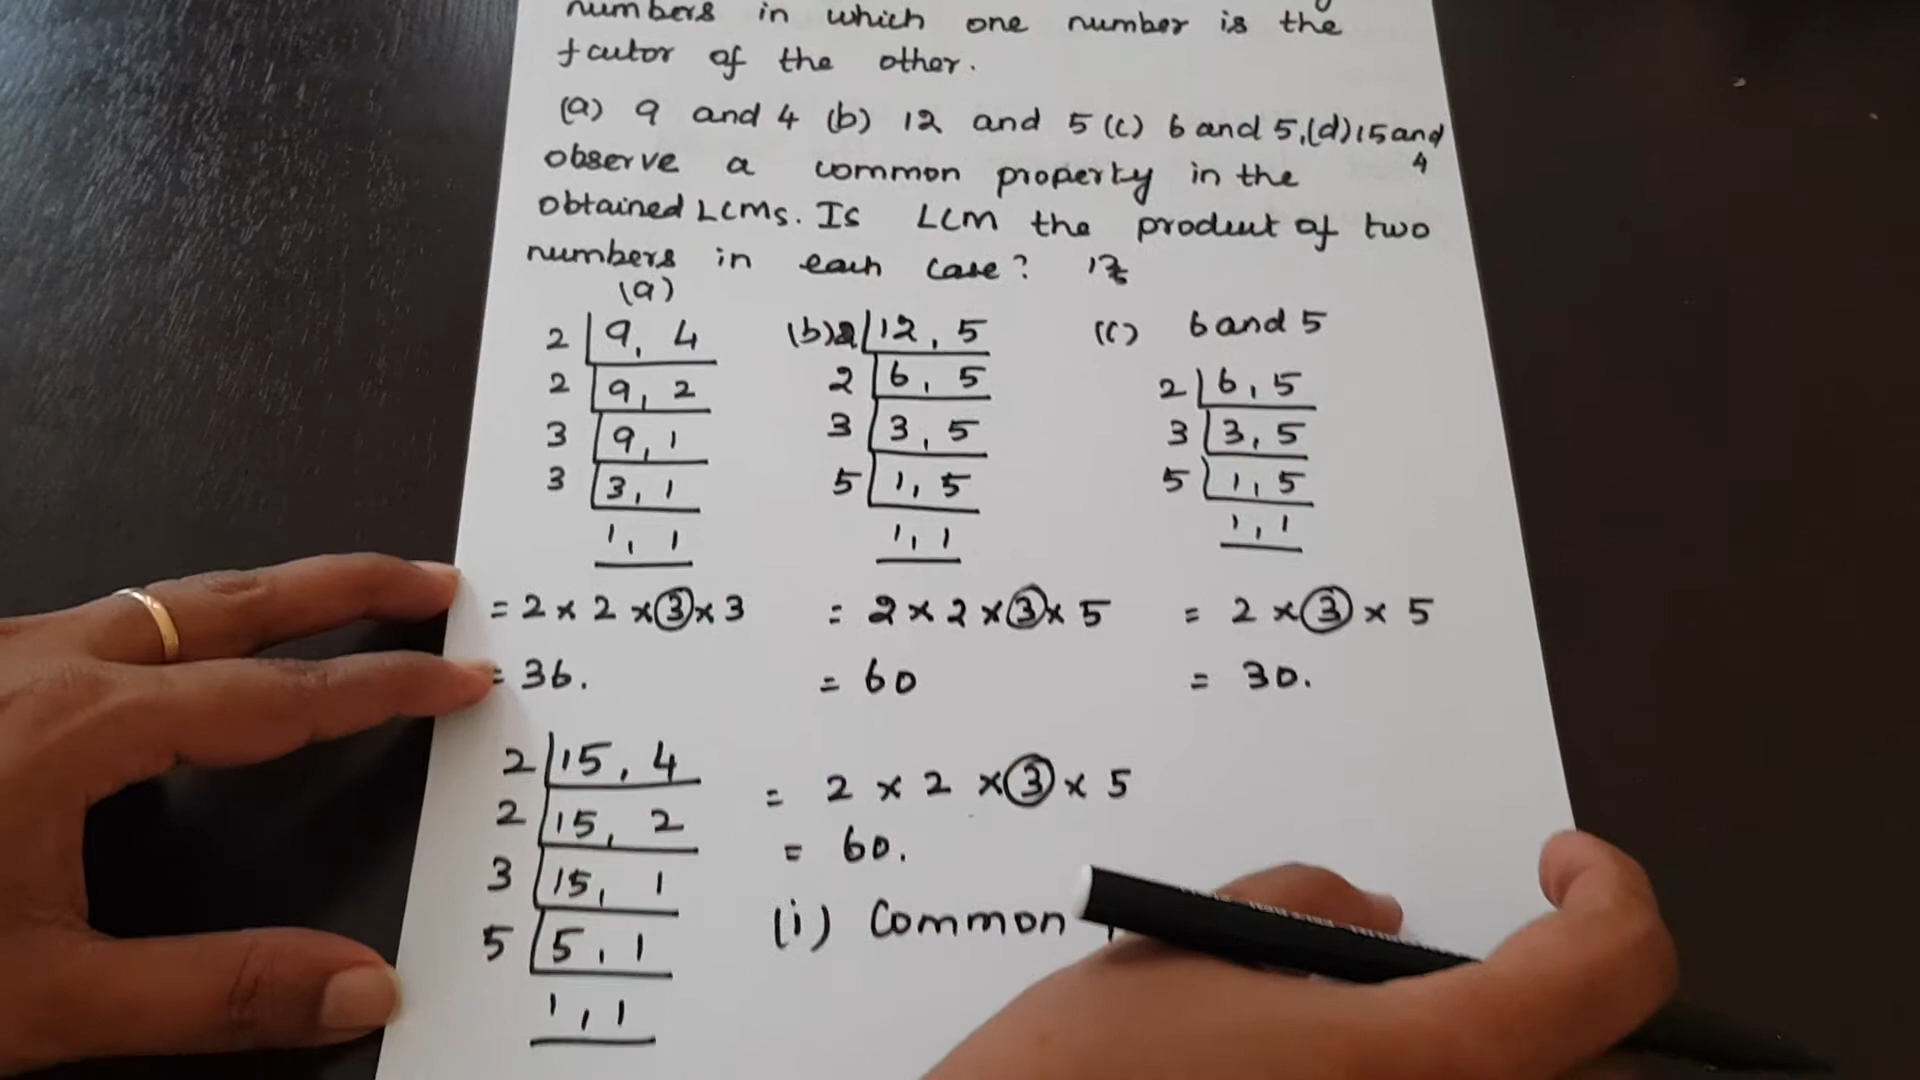 numbers in which one number is the
factor of the other.
(a) 9 and 4 (b) 12 and 5 (c) 6 and 5, (d) 15 and
4
observe a common property in the
obtained LCMs. Is LCM the product of two
numbers in each case?
(a)
2 | 9, 4
2 | 9, 2
3 | 9, 1
3 | 3, 1
1, 1
= 2 × 2 × 3 × 3
= 36.
(b) 2 | 12, 5
2 | 6, 5
3 | 3, 5
5 | 1, 5
1, 1
= 2 × 2 × 3 × 5
= 60
(c) 6 and 5
2 | 6, 5
3 | 3, 5
5 | 1, 5
1, 1
= 2 × 3 × 5
= 30.
2 | 15, 4
2 | 15, 2
3 | 15, 1
5 | 5, 1
1, 1
= 2 × 2 × 3 × 5
= 60.
(i) Common